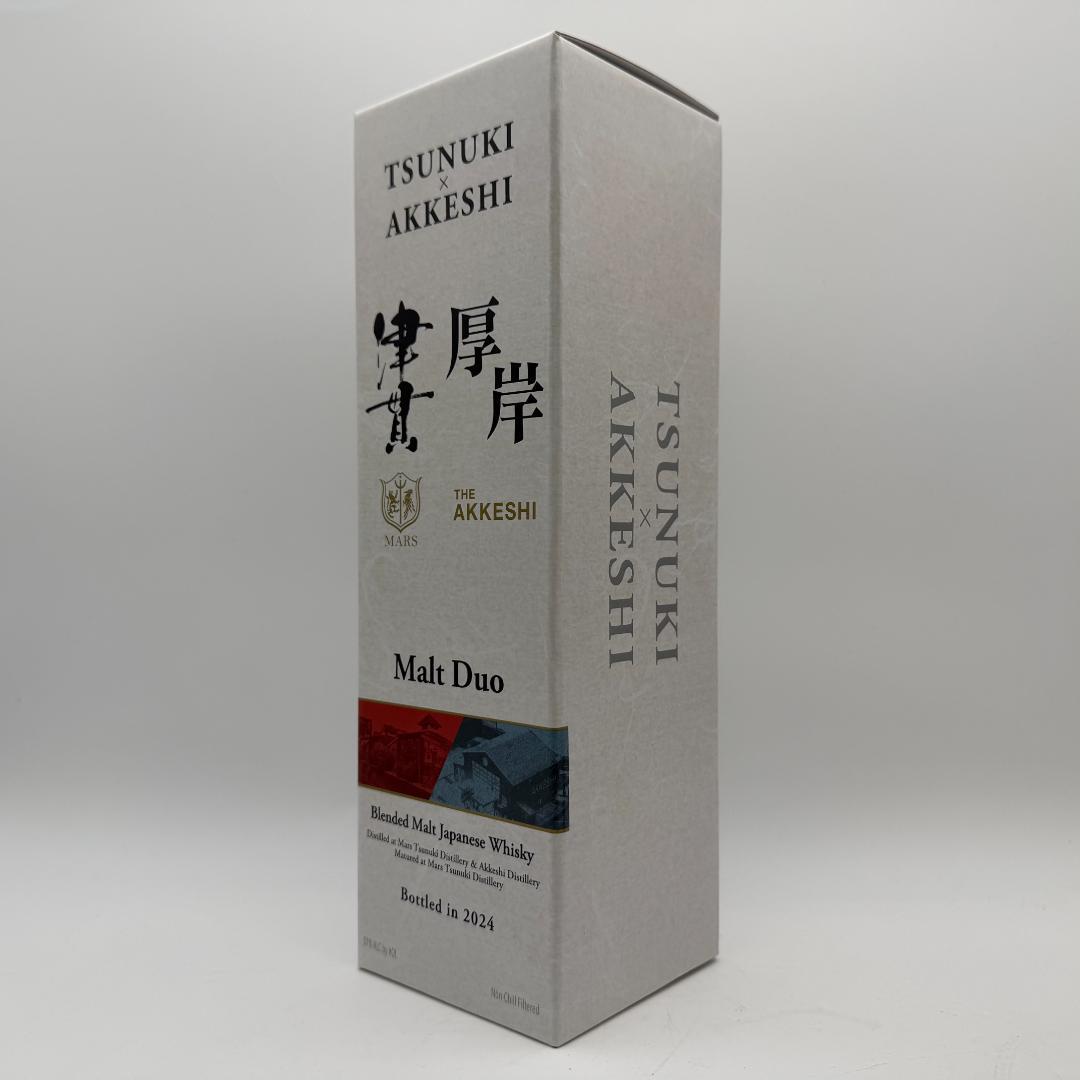 TSUNUKI
×
AKKESHI
津貫
厚岸
MARS
THE
AKKESHI
Malt Duo
Blended Malt Japanese Whisky
Distilled at Mars Tsunuki Distillery & Akkeshi Distillery
Matured at Mars Tsunuki Distillery
Bottled in 2024
Non Chill Filtered
TSUNUKI
×
AKKESHI